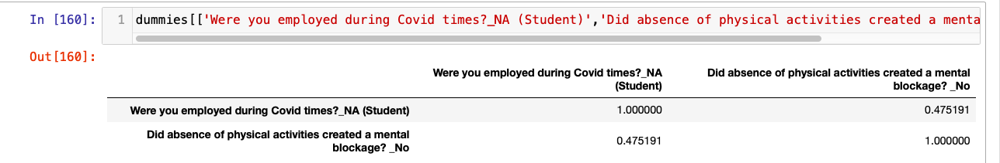 In [160]: 1 dummies[['Were you employed during Covid times?_NA (Student)','Did absence of physical activities created a menta
Out[160]:
Were you employed during Covid times?_NA Did absence of physical activities created a mental
(Student) blockage? _No
Were you employed during Covid times?_NA (Student) 1.000000 0.475191
Did absence of physical activities created a mental
blockage? _No 0.475191 1.000000